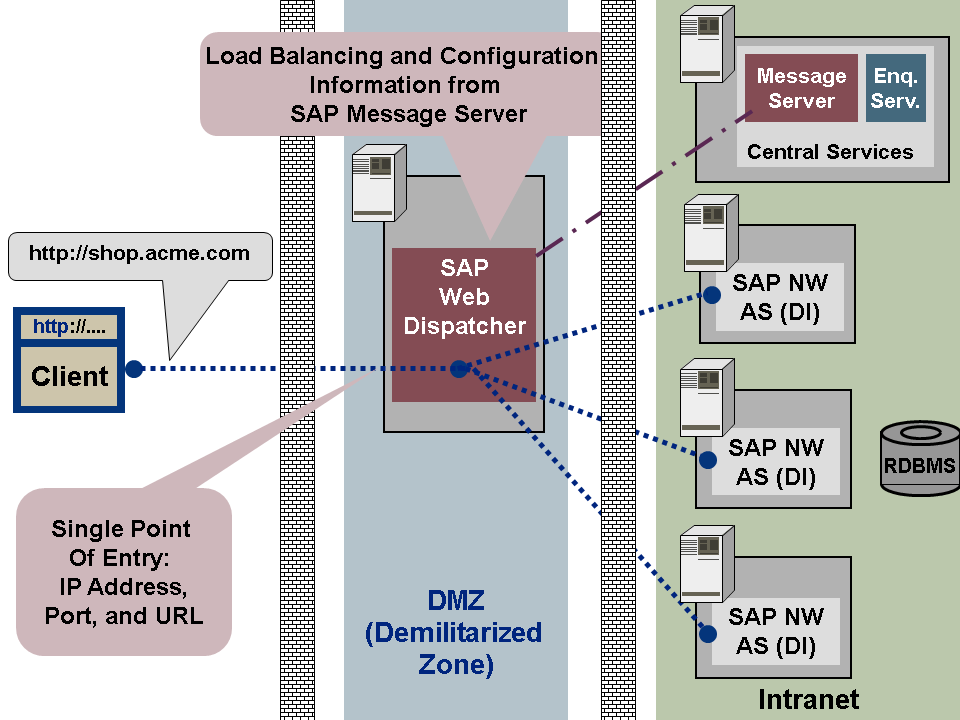 Load Balancing and Configuration
Information from
SAP Message Server
Message
Server
Enq.
Serv.
Central Services
http://shop.acme.com
http://....
Client
SAP
Web
Dispatcher
SAP NW
AS (DI)
SAP NW
AS (DI)
RDBMS
SAP NW
AS (DI)
Single Point
Of Entry:
IP Address,
Port, and URL
DMZ
(Demilitarized
Zone)
Intranet